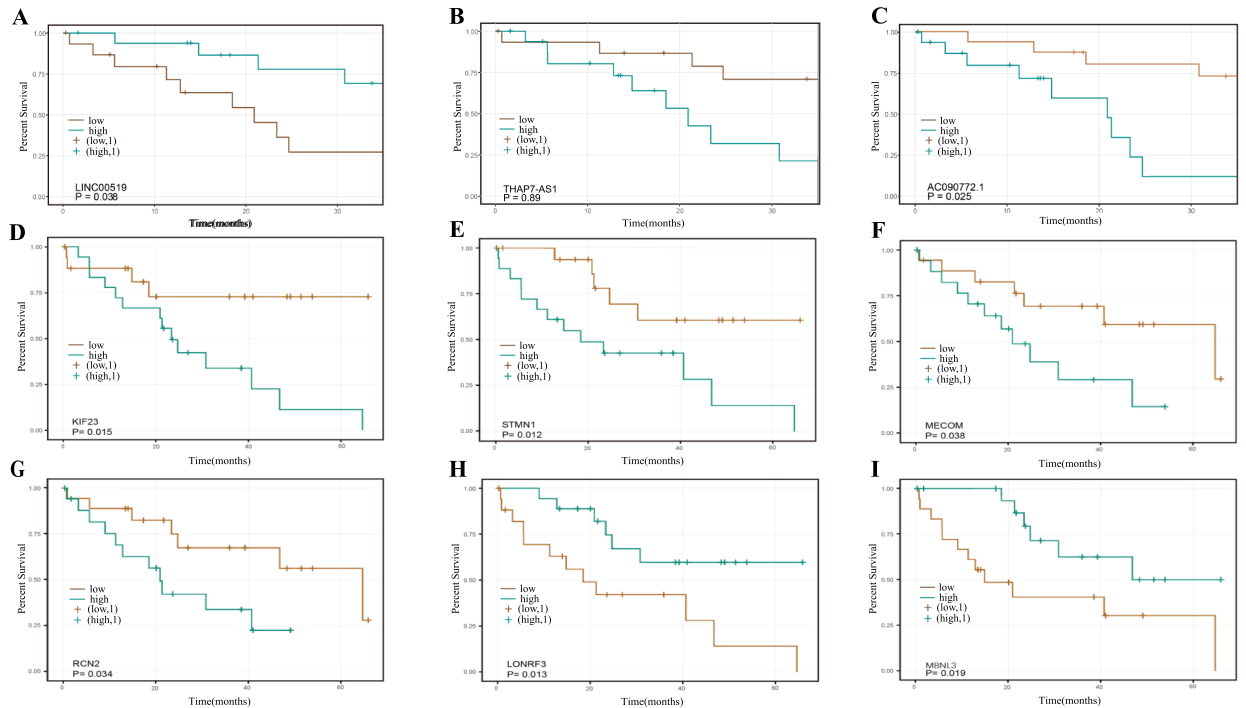 A
Percent Survival
1.00
0.75
0.50
0.25
0.00
low
high
(low,1)
(high,1)
LINC00519
P = 0.038
0 10 20 30
Time(months)
B
Percent Survival
1.00
0.75
0.50
0.25
0.00
low
high
(low,1)
(high,1)
THAP7-AS1
P = 0.89
0 10 20 30
Time(months)
C
Percent Survival
1.00
0.75
0.50
0.25
0.00
low
high
(low,1)
(high,1)
AC090772.1
P = 0.025
0 10 20 30
Time(months)
D
Percent Survival
1.00
0.75
0.50
0.25
0.00
low
high
(low,1)
(high,1)
KIF23
P= 0.015
0 20 40 60
Time(months)
E
Percent Survival
1.00
0.75
0.50
0.25
0.00
low
high
(low,1)
(high,1)
STMN1
P= 0.012
0 20 40 60
Time(months)
F
Percent Survival
1.00
0.75
0.50
0.25
0.00
low
high
(low,1)
(high,1)
MECOM
P= 0.038
0 20 40 60
Time(months)
G
Percent Survival
1.00
0.75
0.50
0.25
0.00
low
high
(low,1)
(high,1)
RCN2
P= 0.034
0 20 40 60
Time(months)
H
Percent Survival
1.00
0.75
0.50
0.25
0.00
low
high
(low,1)
(high,1)
LONRF3
P= 0.013
0 20 40 60
Time(months)
I
Percent Survival
1.00
0.75
0.50
0.25
0.00
low
high
(low,1)
(high,1)
MBNL3
P= 0.019
0 20 40 60
Time(months)